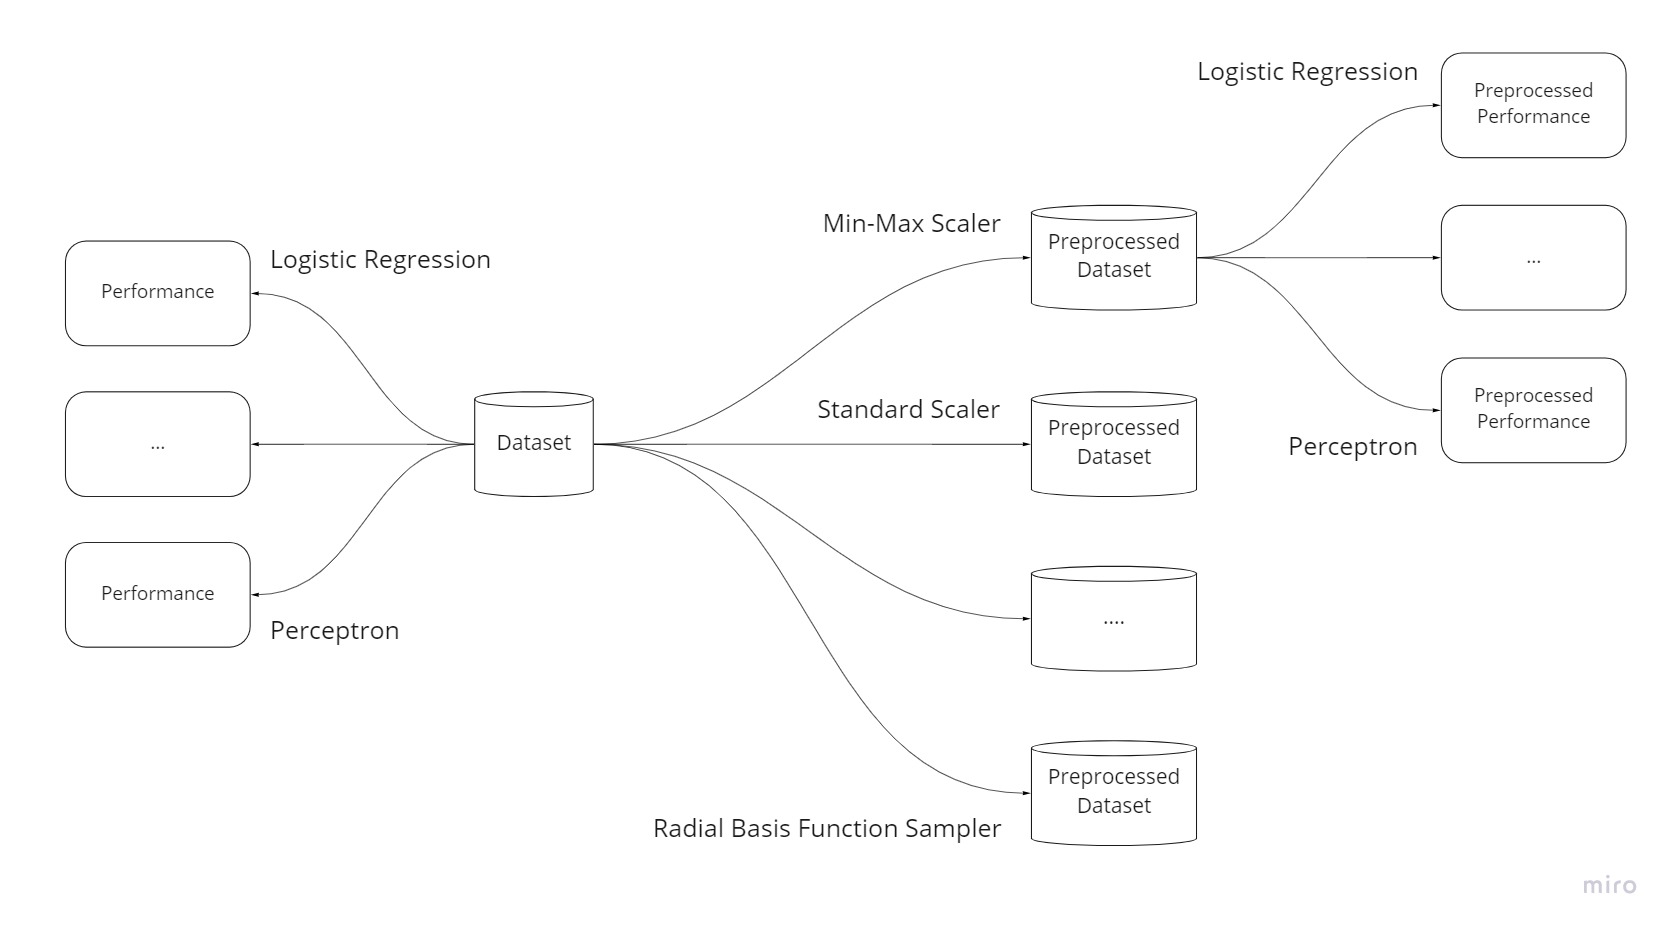 Logistic Regression
Preprocessed
Performance
Min-Max Scaler
Preprocessed
Dataset
...
Logistic Regression
Performance
Standard Scaler
Preprocessed
Dataset
Preprocessed
Performance
Perceptron
...
Dataset
Performance
Perceptron
....
Preprocessed
Dataset
Radial Basis Function Sampler
miro